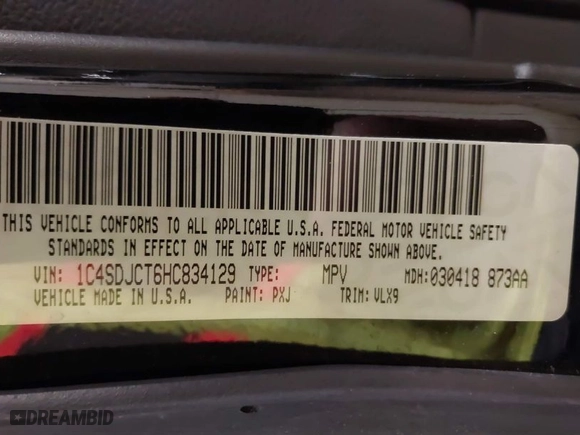 THIS VEHICLE CONFORMS TO ALL APPLICABLE U.S.A. FEDERAL MOTOR VEHICLE SAFETY
STANDARDS IN EFFECT ON THE DATE OF MANUFACTURE SHOWN ABOVE.
VIN: 1C4SDJCT6HC834129 TYPE: MPV MDH:030418 873AA
VEHICLE MADE IN U.S.A. PAINT: PXJ TRIM:VLX9
DREAMBID